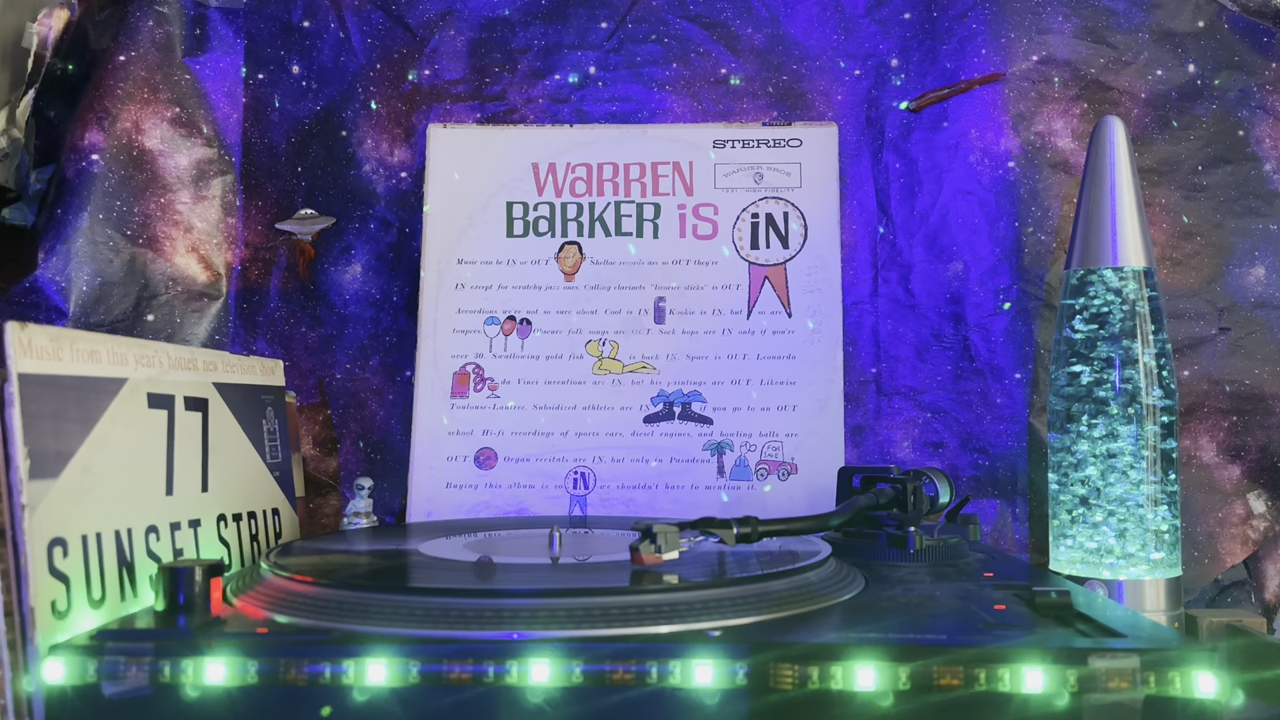 STEREO
WARREN
BARKER iS
WARNER BROS
iN
Music can be IN or OUT. Shellac records are so OUT they're
IN except for scratchy jazz ones. Calling clarinets "licorice sticks" is OUT.
Accordions we're not so sure about. Cool is IN. Kookie is IN, but so are
toupees. Obscure folk songs are OUT. Sock hops are IN only if you're
over 30. Swallowing gold fish is back IN. Space is OUT. Leonardo
da Vinci inventions are IN, but his paintings are OUT. Likewise
Toulouse-Lautrec. Subsidized athletes are IN if you go to an OUT
school. Hi-fi recordings of sports cars, diesel engines, and bowling balls are
OUT. Organ recitals are IN, but only in Pasadena.
FOR
SALE
Buying this album is so iN we shouldn't have to mention it.
Music from this year's hottest new television show!
77
SUNSET STRIP